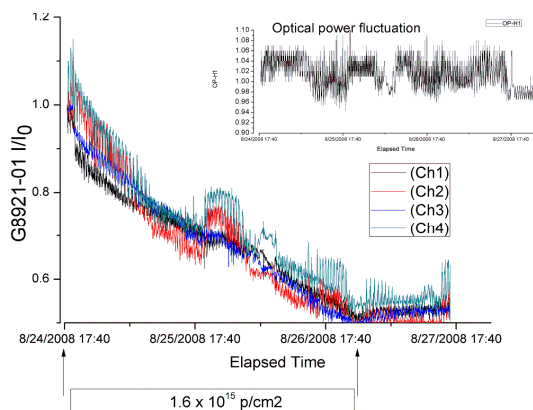 Optical power fluctuation
OP-H1
1.10
1.08
1.06
1.04
1.02
1.00
0.98
0.96
0.94
0.92
0.90
OP-H1
8/24/2008 17:40
8/25/2008 17:40
8/26/2008 17:40
8/27/2008 17:40
Elapsed Time
1.2
1.0
0.8
0.6
G8921-01 I/I0
(Ch1)
(Ch2)
(Ch3)
(Ch4)
8/24/2008 17:40
8/25/2008 17:40
8/26/2008 17:40
8/27/2008 17:40
Elapsed Time
1.6 x 10¹⁵ p/cm2